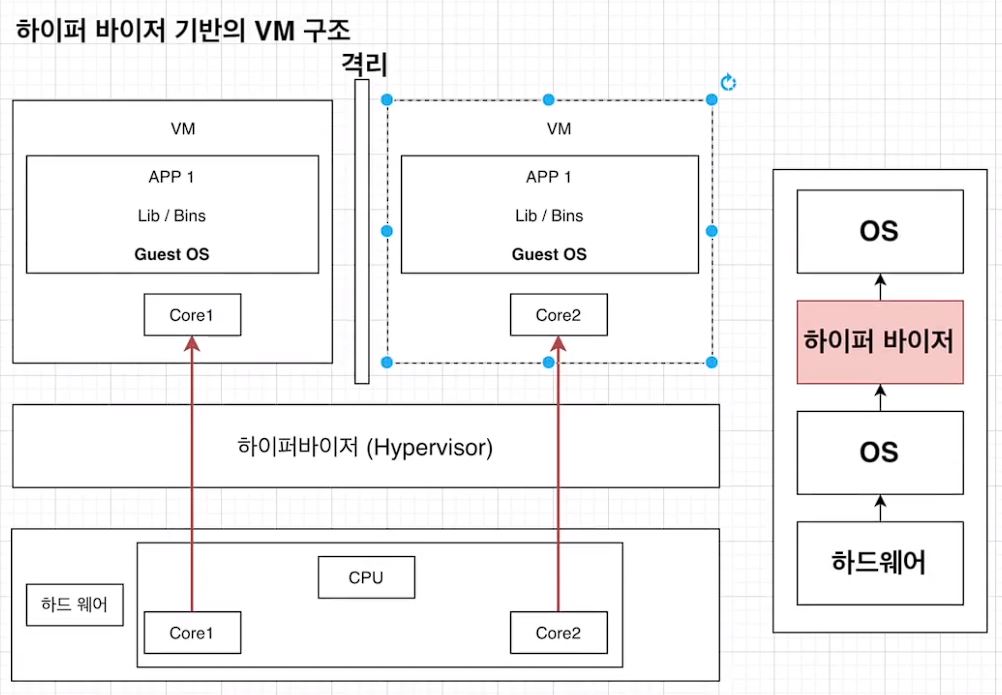 하이퍼 바이저 기반의 VM 구조
격리
VM
APP 1
Lib / Bins
Guest OS
Core1
VM
APP 1
Lib / Bins
Guest OS
Core2
하이퍼바이저 (Hypervisor)
하드 웨어
CPU
Core1
Core2
OS
하이퍼 바이저
OS
하드웨어